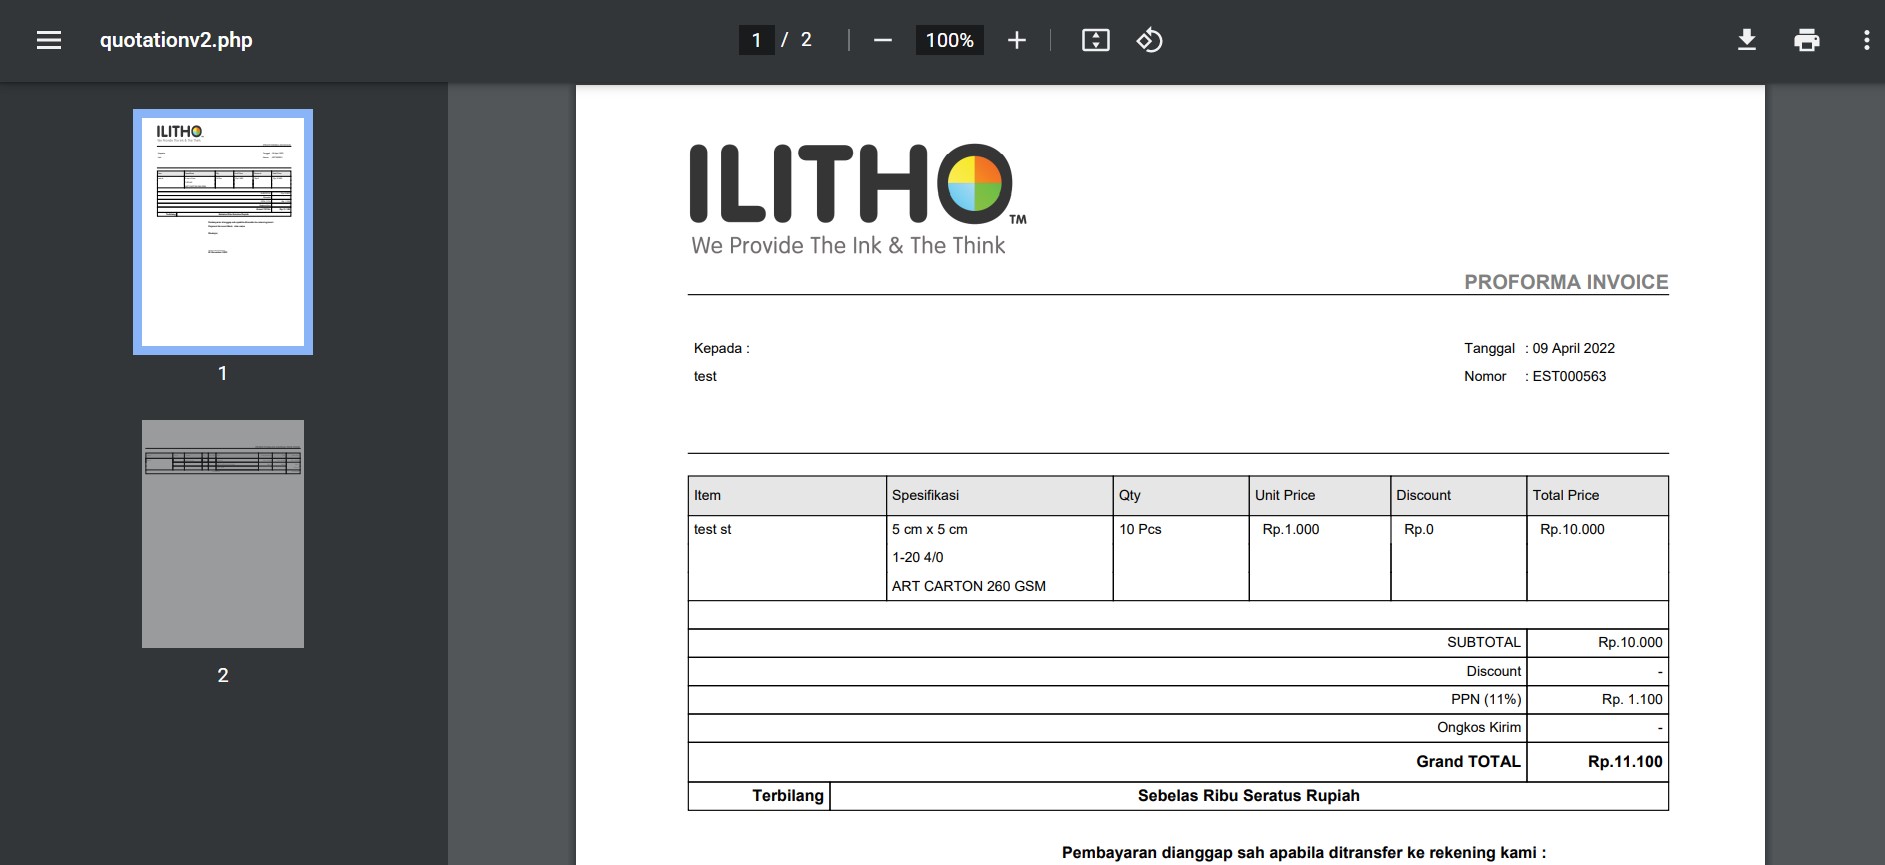 quotationv2.php
1 / 2
100%
1
2
ILITHO TM
We Provide The Ink & The Think
PROFORMA INVOICE
Kepada :
Tanggal : 09 April 2022
test
Nomor : EST000563
Item Spesifikasi Qty Unit Price Discount Total Price
test st 5 cm x 5 cm 10 Pcs Rp.1.000 Rp.0 Rp.10.000
1-20 4/0
ART CARTON 260 GSM
SUBTOTAL Rp.10.000
Discount -
PPN (11%) Rp. 1.100
Ongkos Kirim -
Grand TOTAL Rp.11.100
Terbilang Sebelas Ribu Seratus Rupiah
Pembayaran dianggap sah apabila ditransfer ke rekening kami :